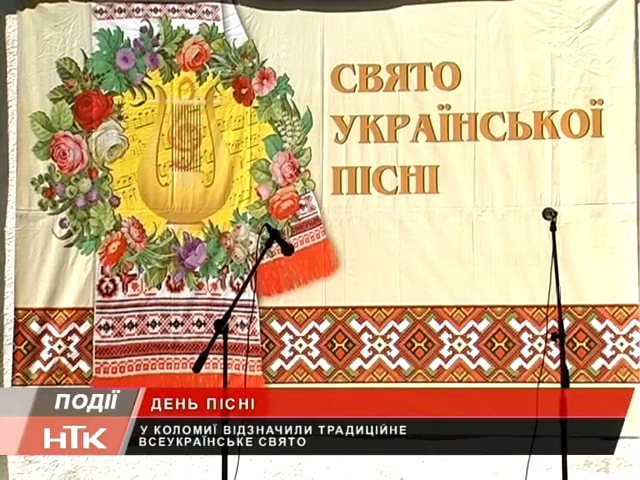 СВЯТО
УКРАЇНСЬКОЇ
ПІСНІ
ПОДІЇ
ДЕНЬ ПІСНІ
НТК
У КОЛОМИЇ ВІДЗНАЧИЛИ ТРАДИЦІЙНЕ
ВСЕУКРАЇНСЬКЕ СВЯТО